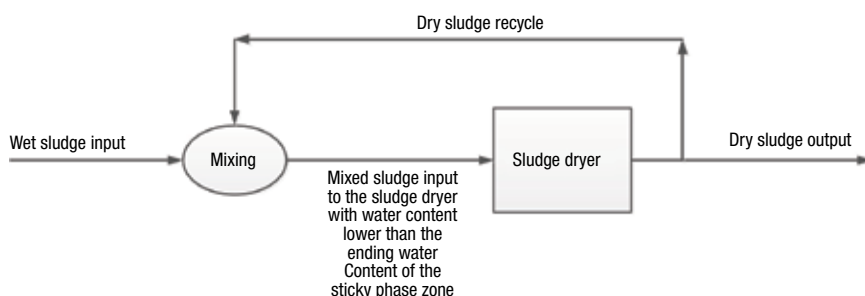 Dry sludge recycle
Wet sludge input
Mixing
Sludge dryer
Dry sludge output
Mixed sludge input
to the sludge dryer
with water content
lower than the
ending water
Content of the
sticky phase zone